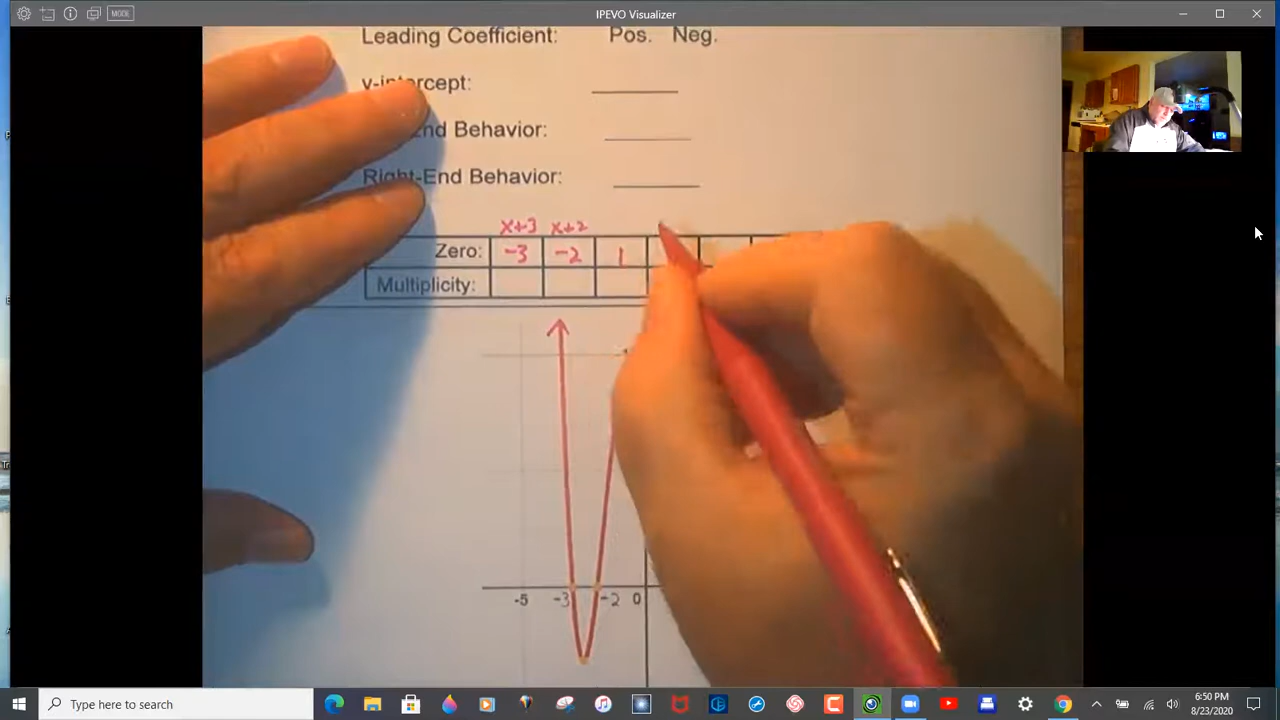 IPEVO Visualizer
MODE
Leading Coefficient: Pos. Neg.
y-intercept:
End Behavior:
Right-End Behavior:
x+3 x+2
Zero: -3 -2 1
Multiplicity:
-5 -3 -2 0
Type here to search
6:50 PM
8/23/2020